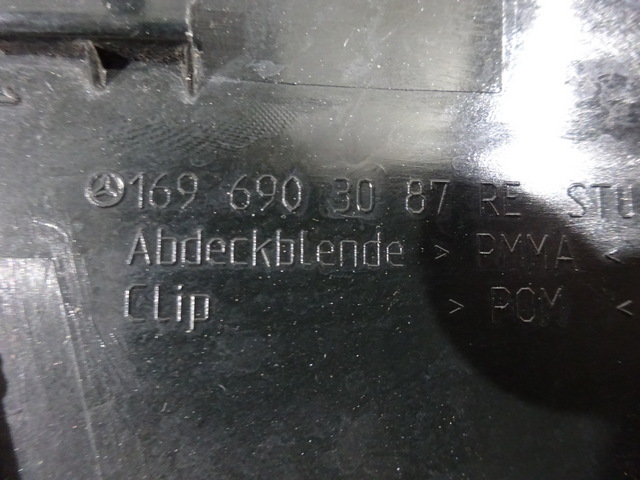 169 690 30 87 RE STU
Abdeckblende > PMMA <
Clip > POM <